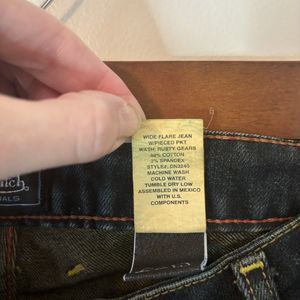 WIDE FLARE JEAN
W/PIECED PKT
WASH: RUSTY GEARS
98% COTTON
2% SPANDEX
STYLE#: DN3240
MACHINE WASH
COLD WATER
TUMBLE DRY LOW
ASSEMBLED IN MEXICO
WITH U.S.
COMPONENTS